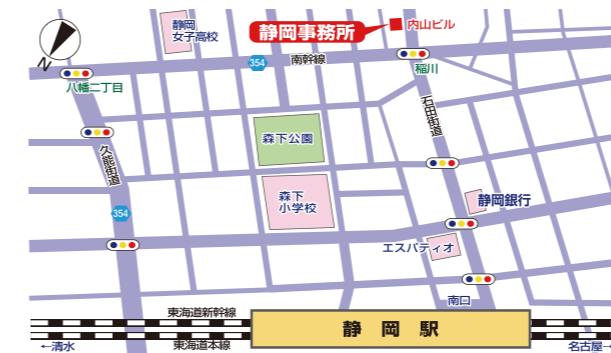 静岡
女子高校
静岡事務所
内山ビル
N
354
南幹線
稲川
八幡二丁目
石田街道
久能街道
森下公園
354
森下
小学校
静岡銀行
エスパティオ
南口
東海道新幹線
静岡駅
東海道本線
←清水
名古屋→